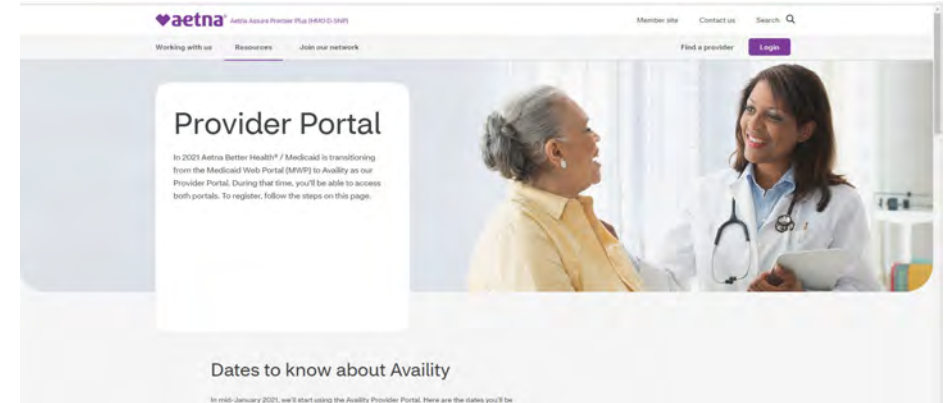 aetna® Aetna Assure Premier Plus (HMO D-SNP)
Member site Contact us Search
Working with us Resources Join our network
Find a provider Login
Provider Portal
In 2021 Aetna Better Health® / Medicaid is transitioning
from the Medicaid Web Portal (MWP) to Availity as our
Provider Portal. During that time, you'll be able to access
both portals. To register, follow the steps on this page.
Dates to know about Availity
In mid-January 2021, we'll start using the Availity Provider Portal. Here are the dates you'll be